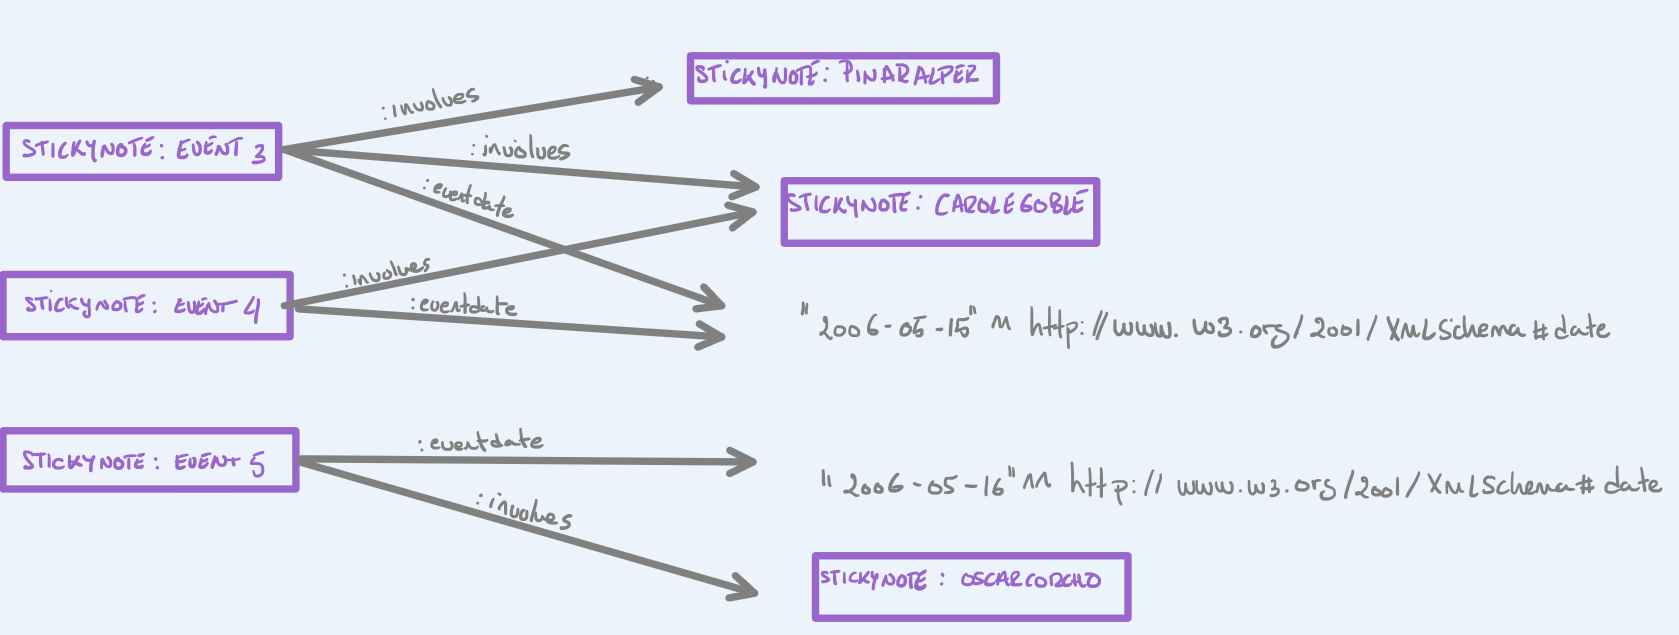 STICKYNOTE: PINARALPER
:involves
STICKYNOTE: EVENT 3
:involves
:eventdate
STICKYNOTE: CAROLEGOBLE
:involves
STICKYNOTE: EVENT 4
:eventdate
"2006-05-15"^^http://www.w3.org/2001/XMLSchema#date
:eventdate
STICKYNOTE: EVENT 5
"2006-05-16"^^http://www.w3.org/2001/XMLSchema#date
:involves
STICKYNOTE: OSCARCORCHO